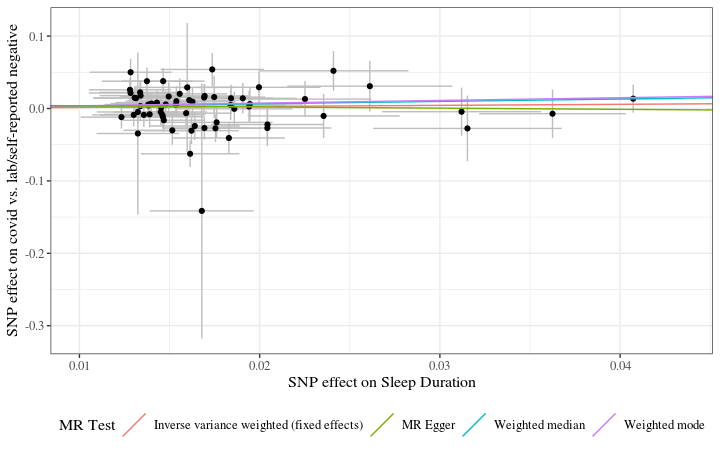 SNP effect on covid vs. lab/self-reported negative
0.1
0.0
-0.1
-0.2
-0.3
0.01
0.02
0.03
0.04
SNP effect on Sleep Duration
MR Test
Inverse variance weighted (fixed effects)
MR Egger
Weighted median
Weighted mode